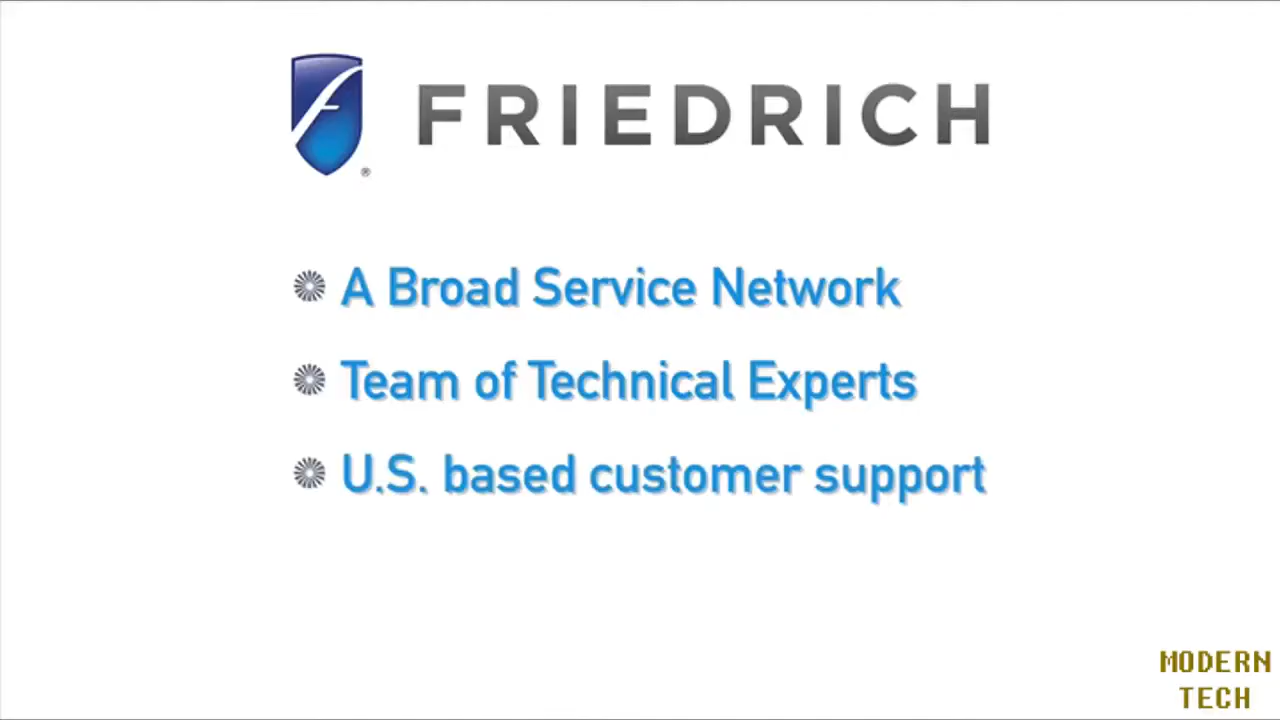 FRIEDRICH
A Broad Service Network
Team of Technical Experts
U.S. based customer support
MODERN
TECH